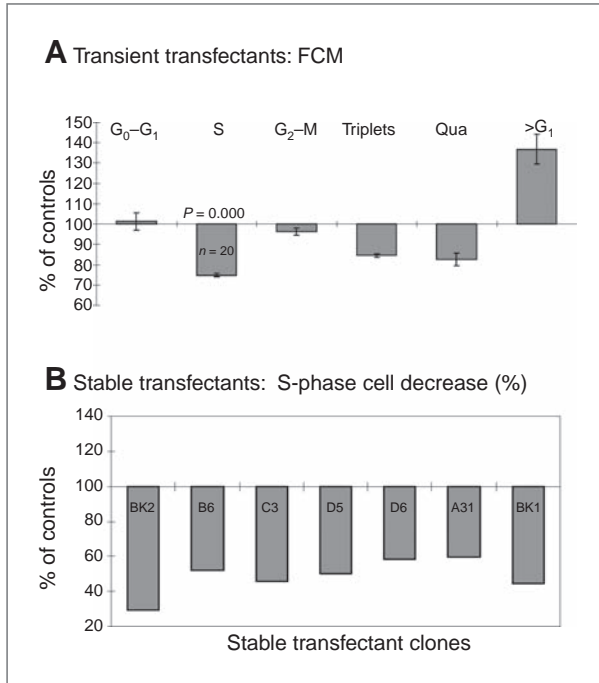 A Transient transfectants: FCM
G₀–G₁ S G₂–M Triplets Qua >G₁
150
140
130
120
110
100
90
80
70
60
% of controls
P = 0.000
n = 20
B Stable transfectants: S-phase cell decrease (%)
140
120
100
80
60
40
20
% of controls
BK2 B6 C3 D5 D6 A31 BK1
Stable transfectant clones